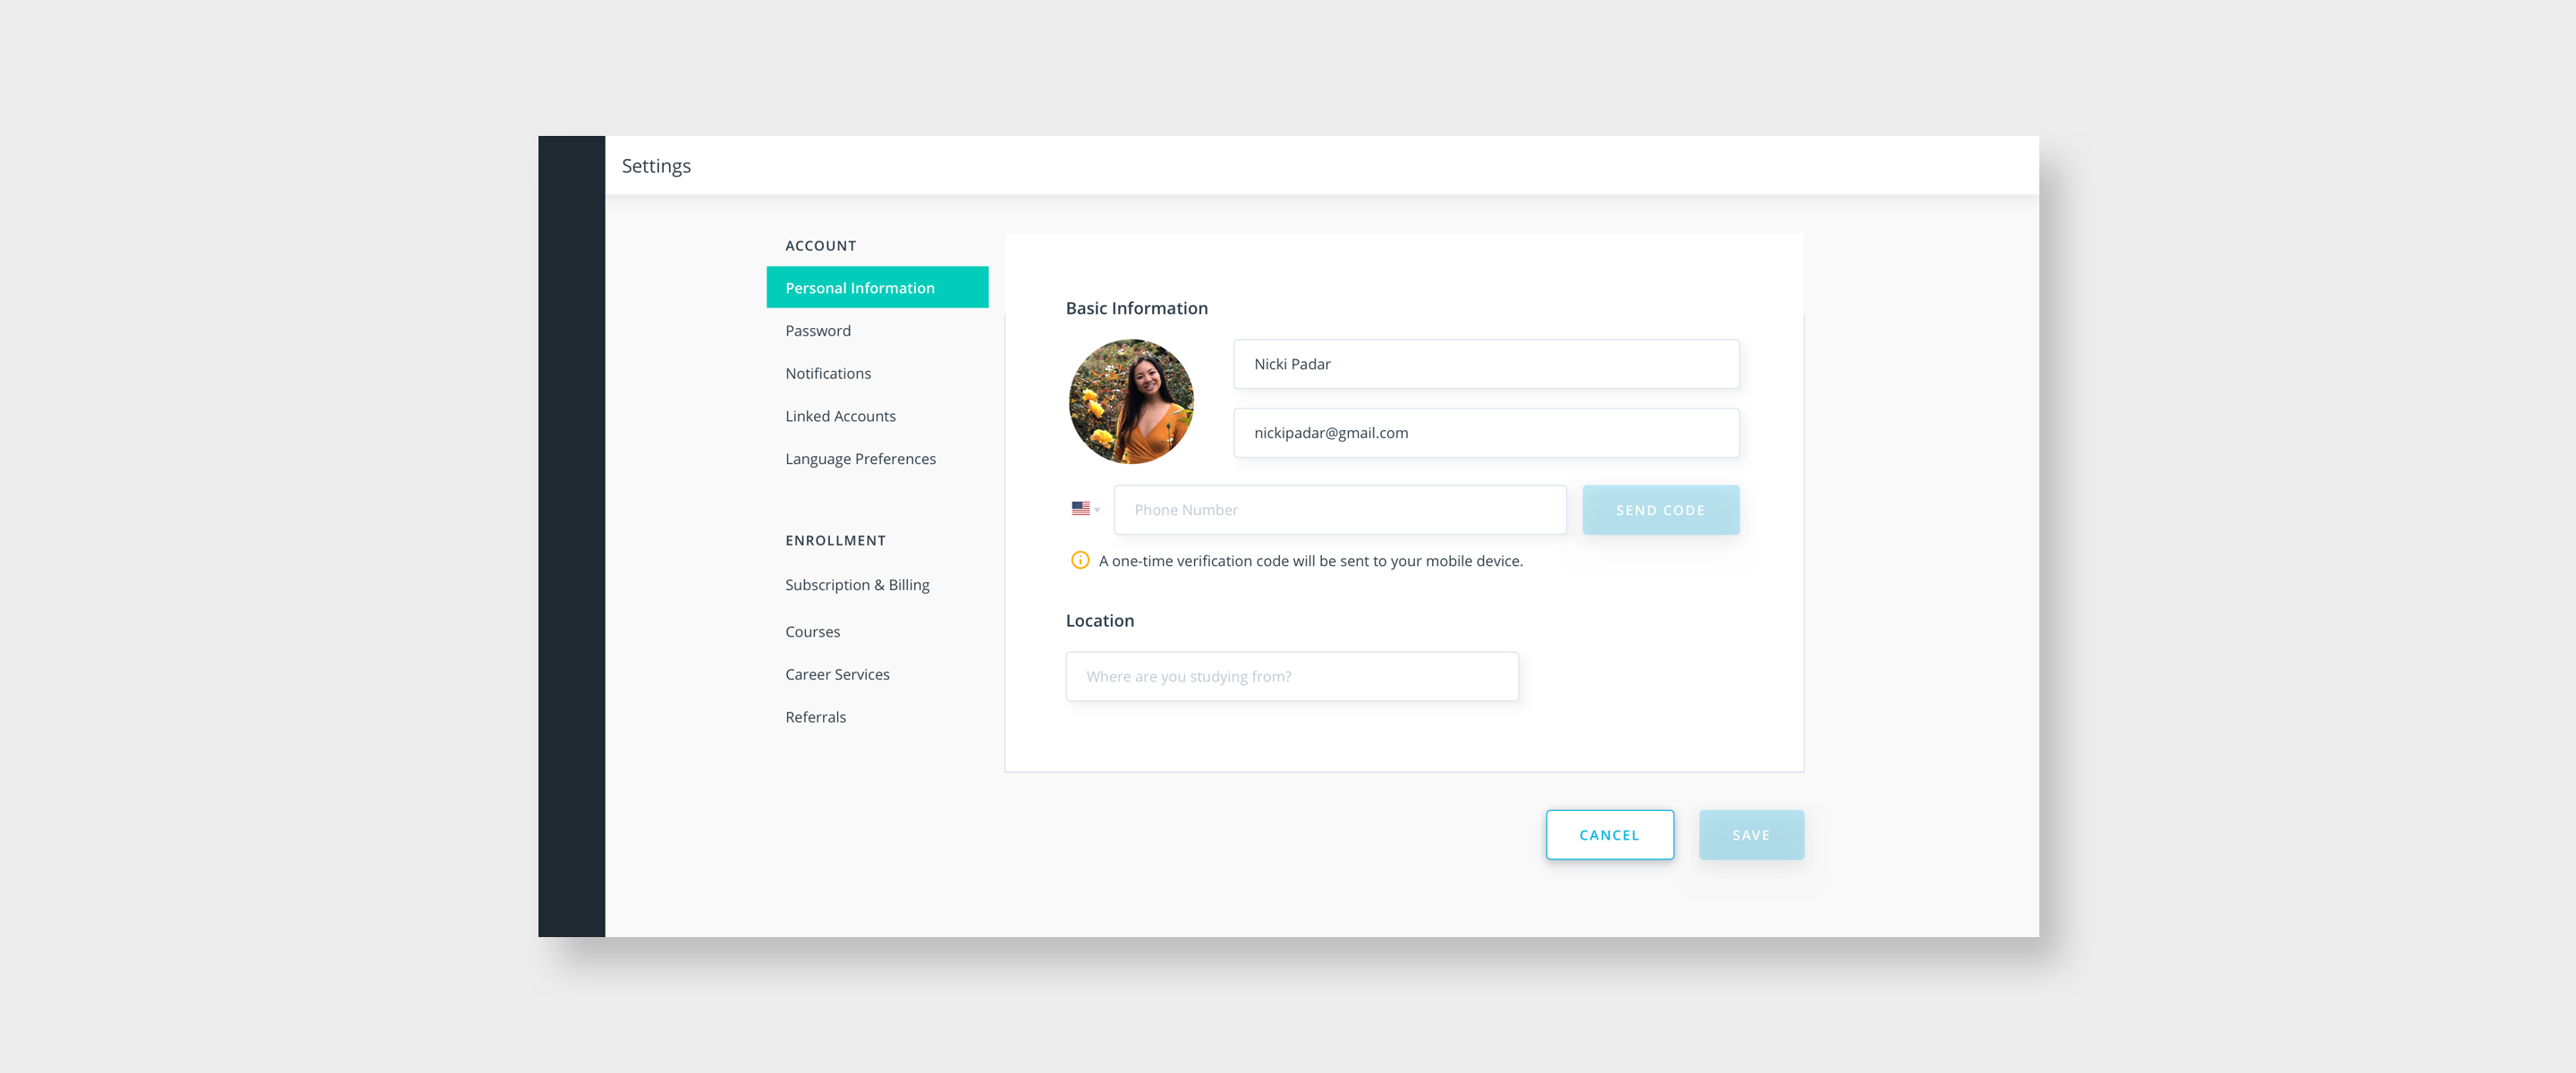 Settings
ACCOUNT
Personal Information
Password
Notifications
Linked Accounts
Language Preferences
ENROLLMENT
Subscription & Billing
Courses
Career Services
Referrals
Basic Information
Nicki Padar
nickipadar@gmail.com
Phone Number
SEND CODE
A one-time verification code will be sent to your mobile device.
Location
Where are you studying from?
CANCEL
SAVE